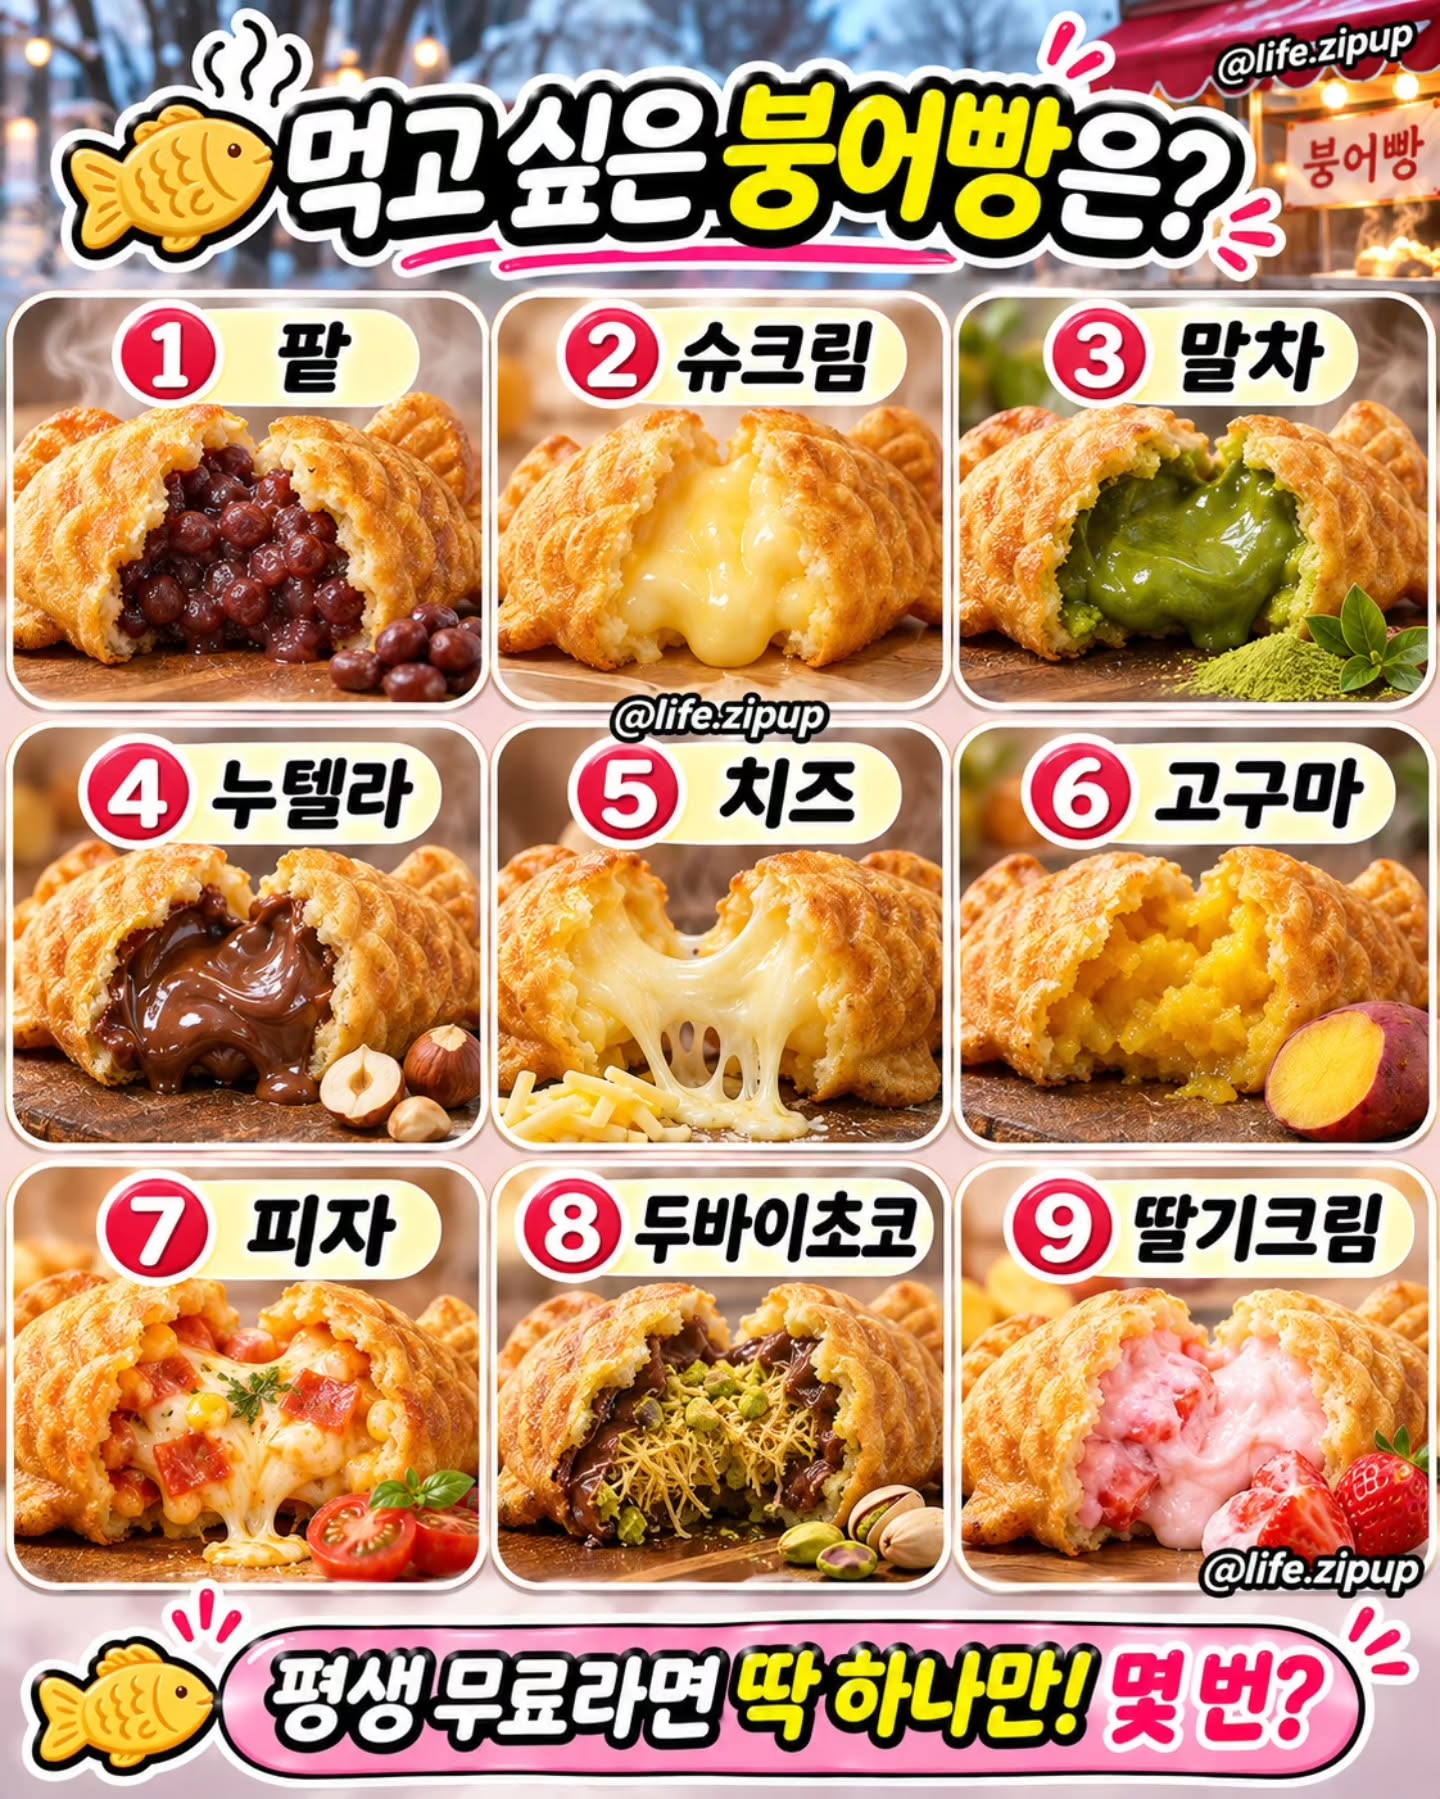 @life.zipup
먹고 싶은 붕어빵은?
붕어빵
1 팥
2 슈크림
3 말차
@life.zipup
4 누텔라
5 치즈
6 고구마
7 피자
8 두바이초코
9 딸기크림
@life.zipup
평생 무료라면 딱 하나만! 몇 번?